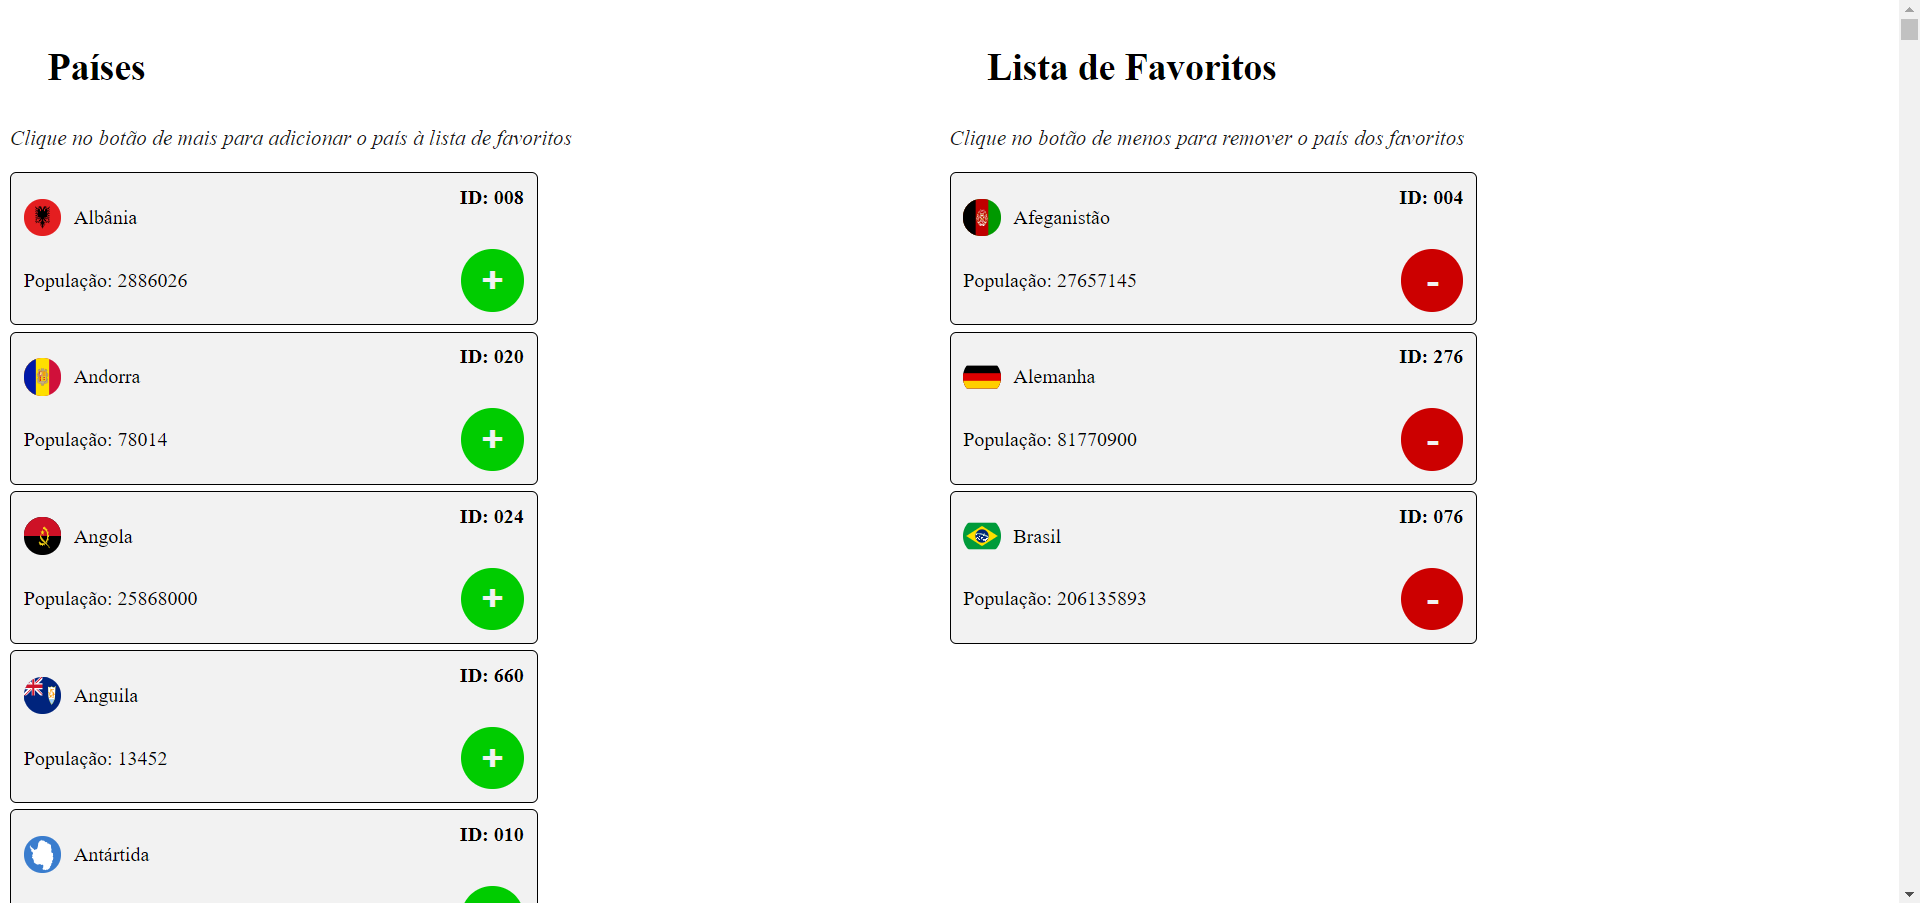 Países
Clique no botão de mais para adicionar o país à lista de favoritos
ID: 008
Albânia
População: 2886026
+
ID: 020
Andorra
População: 78014
+
ID: 024
Angola
População: 25868000
+
ID: 660
Anguila
População: 13452
+
ID: 010
Antártida
Lista de Favoritos
Clique no botão de menos para remover o país dos favoritos
ID: 004
Afeganistão
População: 27657145
-
ID: 276
Alemanha
População: 81770900
-
ID: 076
Brasil
População: 206135893
-